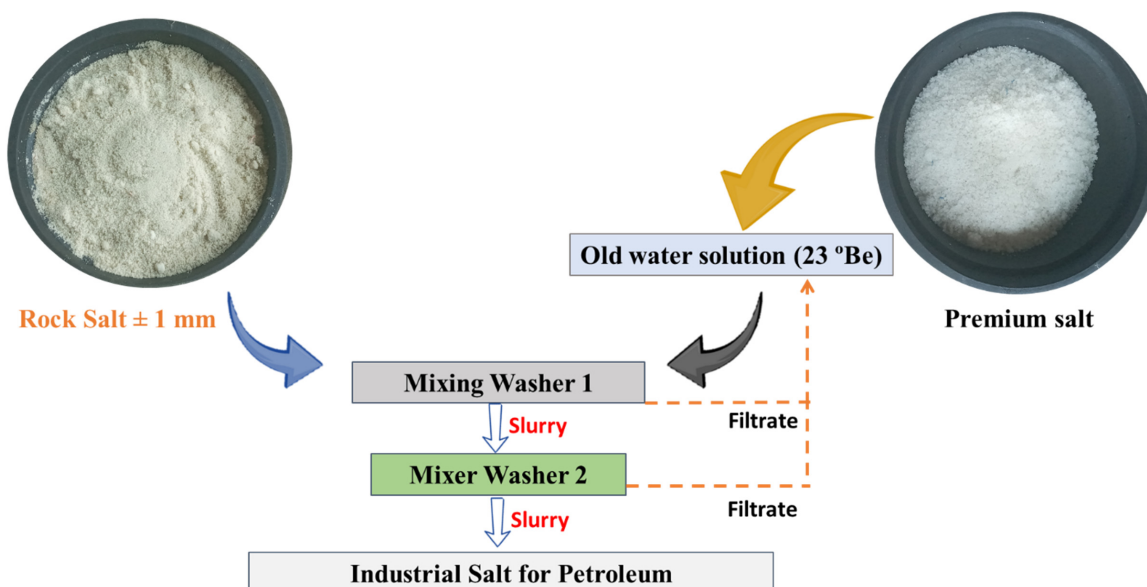 Old water solution (23 ºBe)
Rock Salt ± 1 mm
Premium salt
Mixing Washer 1
Slurry
Filtrate
Mixer Washer 2
Slurry
Filtrate
Industrial Salt for Petroleum